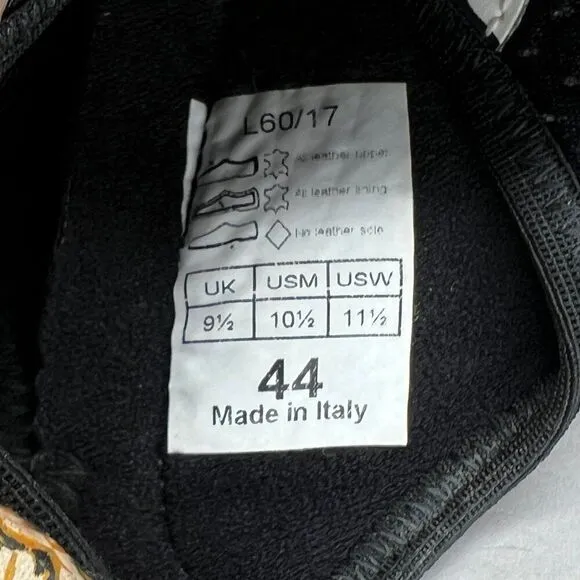 L60/17
All leather upper
All leather lining
No leather sole
UK USM USW
9½ 10½ 11½
44
Made in Italy